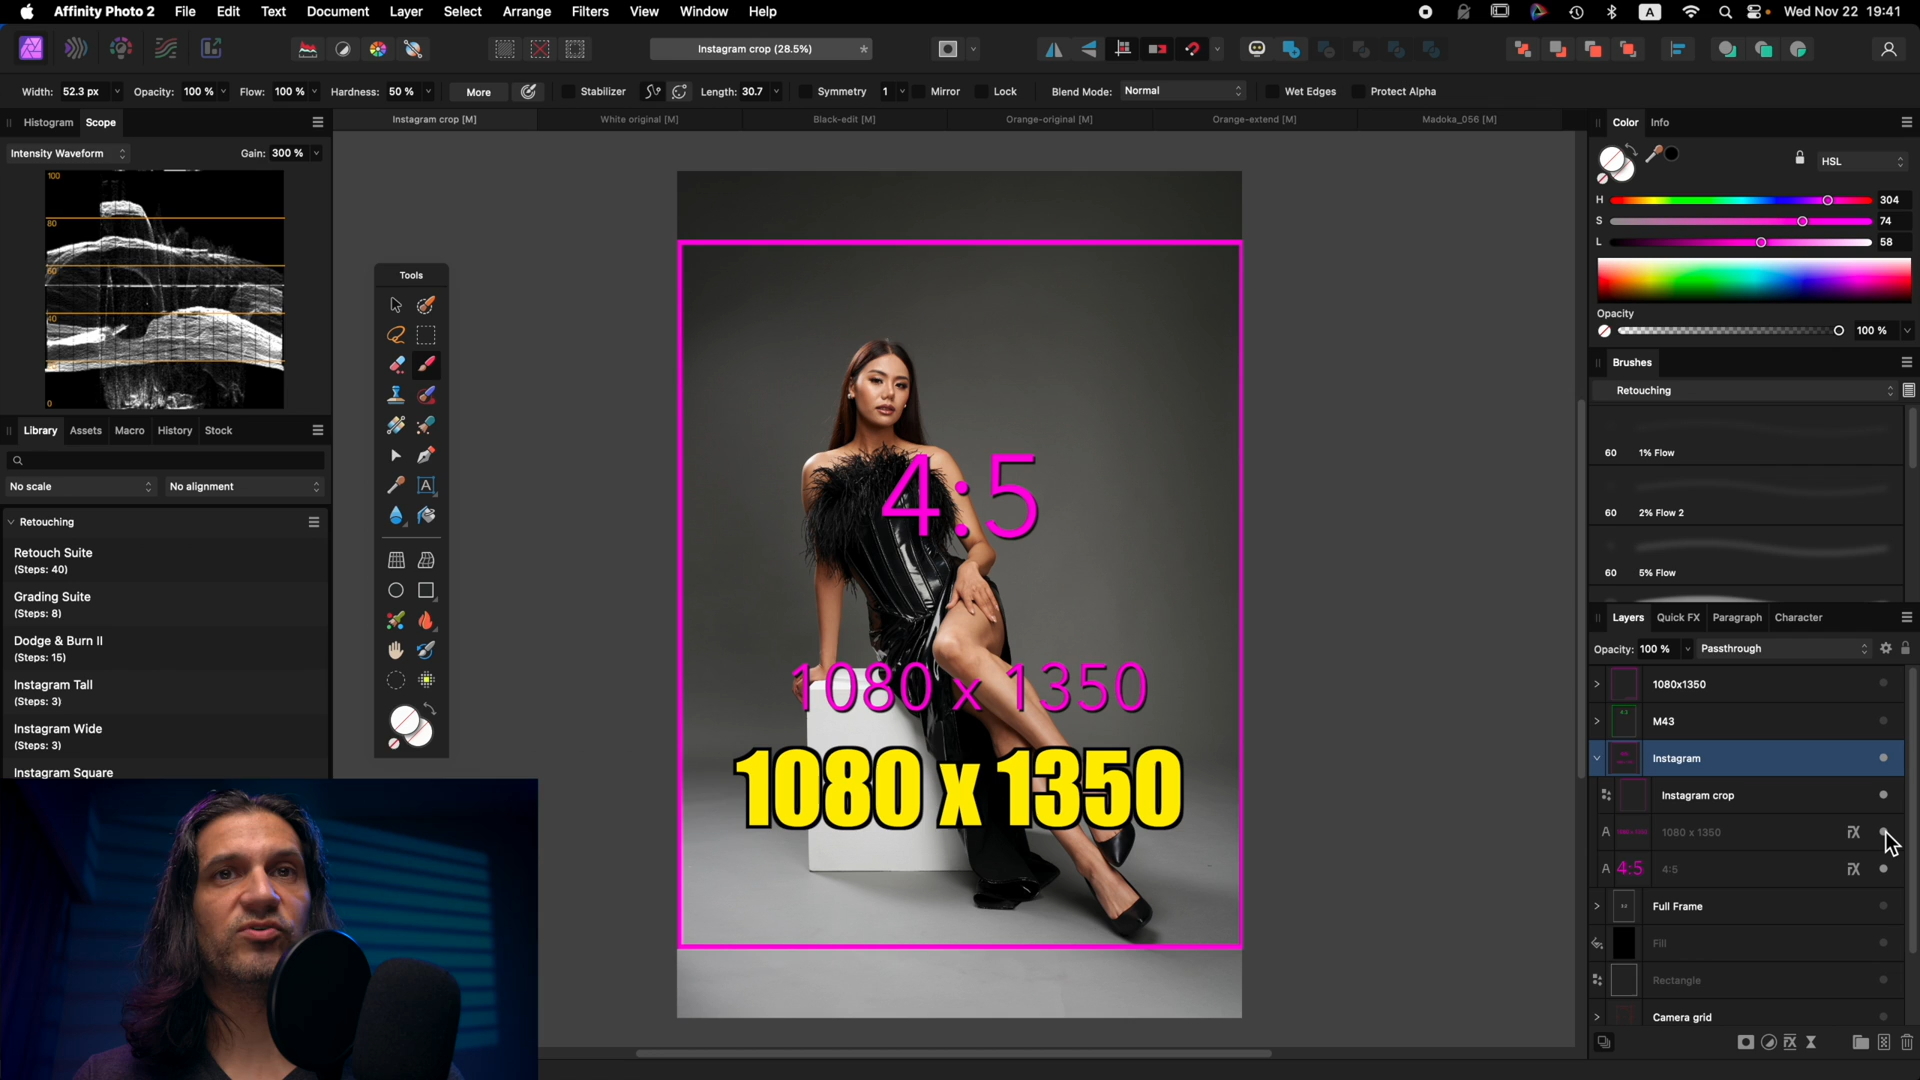 Affinity Photo 2 File Edit Text Document Layer Select Arrange Filters View Window Help
A Wed Nov 22 19:41
Instagram crop (28.5%) *
Width: 52.3 px Opacity: 100 % Flow: 100 % Hardness: 50 % More Stabilizer Length: 30.7 Symmetry 1 Mirror Lock Blend Mode: Normal Wet Edges Protect Alpha
Histogram Scope
Instagram crop [M] White original [M] Black-edit [M] Orange-original [M] Orange-extend [M] Madoka_056 [M]
Color Info
Intensity Waveform Gain: 300 %
HSL
100
80
60
40
0
H 304
S 74
L 58
Opacity
100 %
Tools
Brushes
Retouching
60 1% Flow
60 2% Flow 2
60 5% Flow
Library Assets Macro History Stock
No scale No alignment
Retouching
Retouch Suite
(Steps: 40)
Grading Suite
(Steps: 8)
Dodge & Burn II
(Steps: 15)
Instagram Tall
(Steps: 3)
Instagram Wide
(Steps: 3)
Instagram Square
A
4:5
1080 x 1350
1080 x 1350
Layers Quick FX Paragraph Character
Opacity: 100 % Passthrough
1080x1350
M43
Instagram
Instagram crop
A 1080 x 1350 FX
A 4:5 4:5 FX
Full Frame
Fill
Rectangle
Camera grid